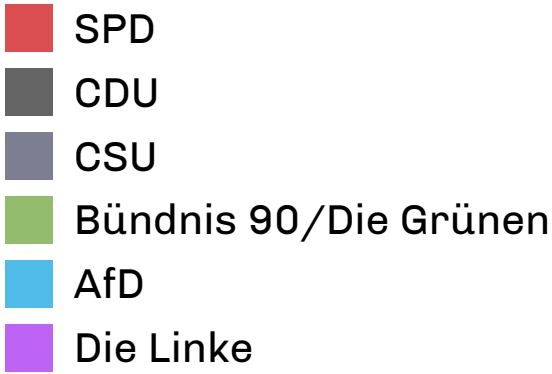 SPD
CDU
CSU
Bündnis 90/Die Grünen
AfD
Die Linke